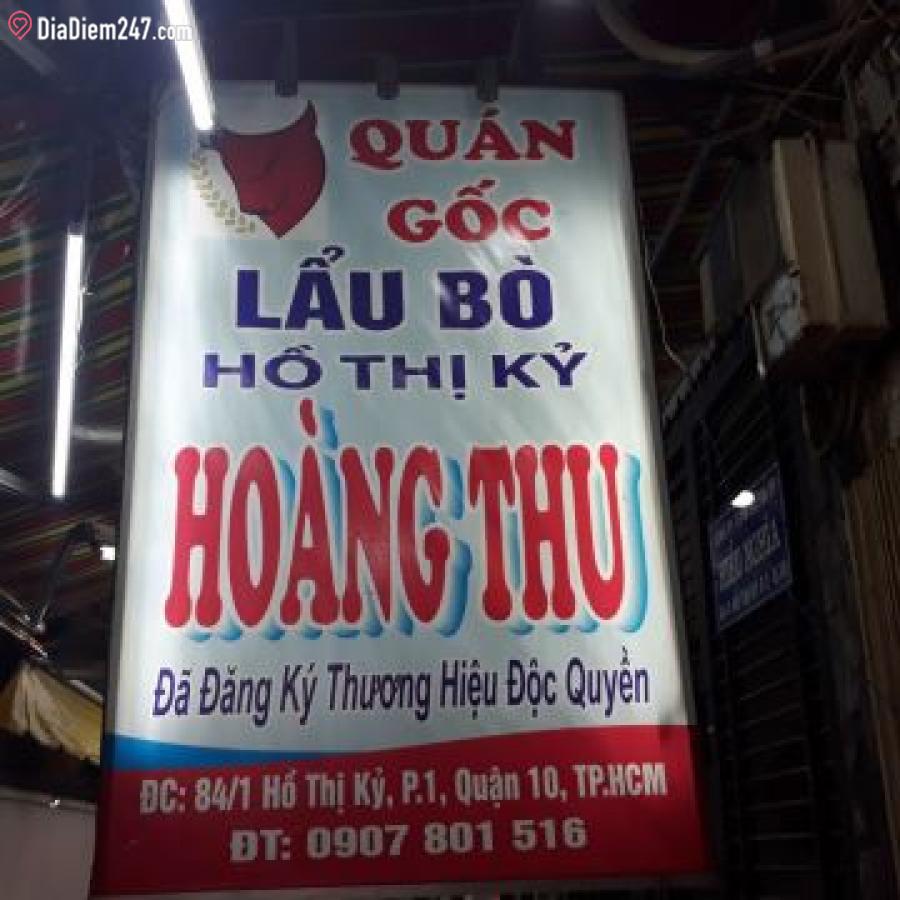 DiaDiem247.com
QUÁN
GỐC
LẨU BÒ
HỒ THỊ KỶ
HOÀNG THU
Đã Đăng Ký Thương Hiệu Độc Quyền
ĐC: 84/1 Hồ Thị Kỷ, P.1, Quận 10, TP.HCM
ĐT: 0907 801 516